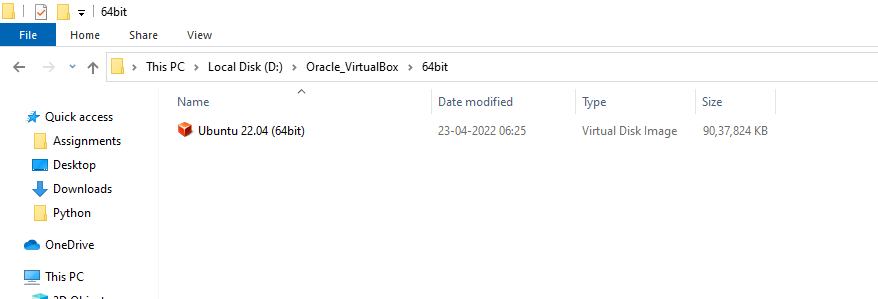 64bit
File Home Share View
This PC > Local Disk (D:) > Oracle_VirtualBox > 64bit
Name Date modified Type Size
Quick access
Ubuntu 22.04 (64bit) 23-04-2022 06:25 Virtual Disk Image 90,37,824 KB
Assignments
Desktop
Downloads
Python
OneDrive
This PC
3D Objects